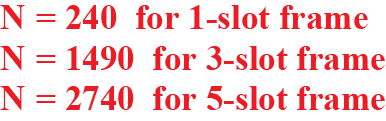 N = 240 for 1-slot frame
N = 1490 for 3-slot frame
N = 2740 for 5-slot frame